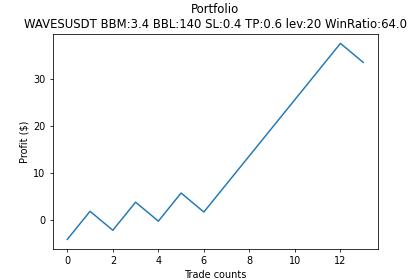 Portfolio
WAVESUSDT BBM:3.4 BBL:140 SL:0.4 TP:0.6 lev:20 WinRatio:64.0
30
20
10
0
Profit ($)
0 2 4 6 8 10 12
Trade counts